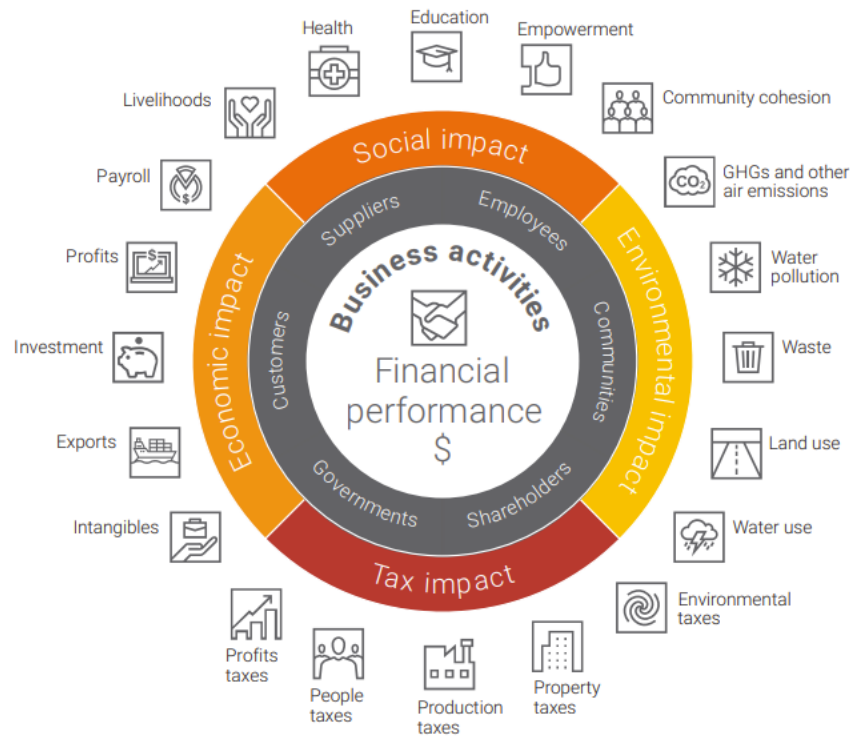 Health
Education
Empowerment
Community cohesion
GHGs and other
air emissions
CO₂
Water
pollution
Waste
Land use
Water use
Environmental
taxes
Property
taxes
Production
taxes
People
taxes
Profits
taxes
Intangibles
Exports
Investment
Profits
$
Payroll
$
Livelihoods
Social impact
Environmental impact
Tax impact
Economic impact
Suppliers
Employees
Communities
Shareholders
Governments
Customers
Business activities
Financial
performance
$